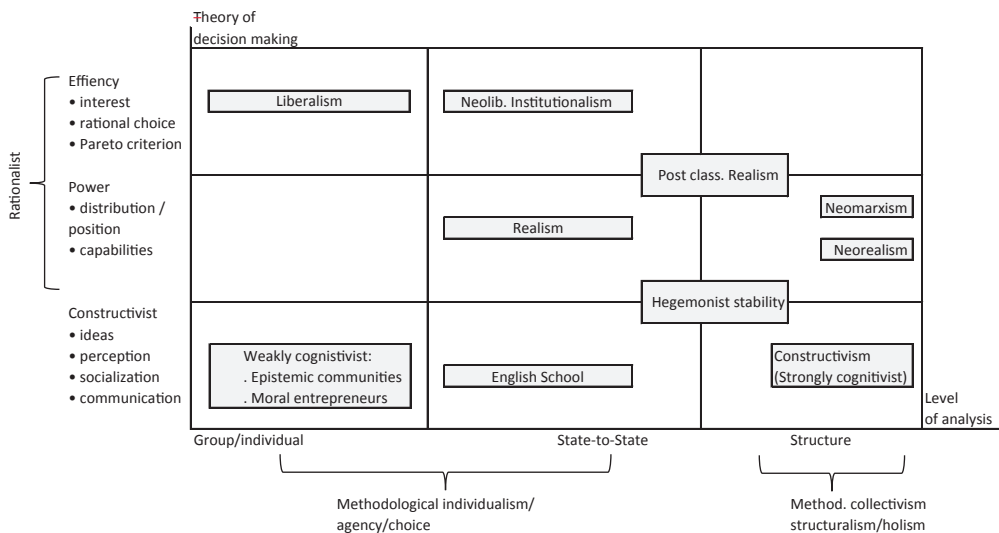 Theory of
decision making
Rationalist
Effiency
• interest
• rational choice
• Pareto criterion
Liberalism
Neolib. Institutionalism
Post class. Realism
Power
• distribution /
position
• capabilities
Realism
Neomarxism
Neorealism
Hegemonist stability
Constructivist
• ideas
• perception
• socialization
• communication
Weakly cognistivist:
. Epistemic communities
. Moral entrepreneurs
English School
Constructivism
(Strongly cognitivist)
Level
of analysis
Group/individual
State-to-State
Structure
Methodological individualism/
agency/choice
Method. collectivism
structuralism/holism